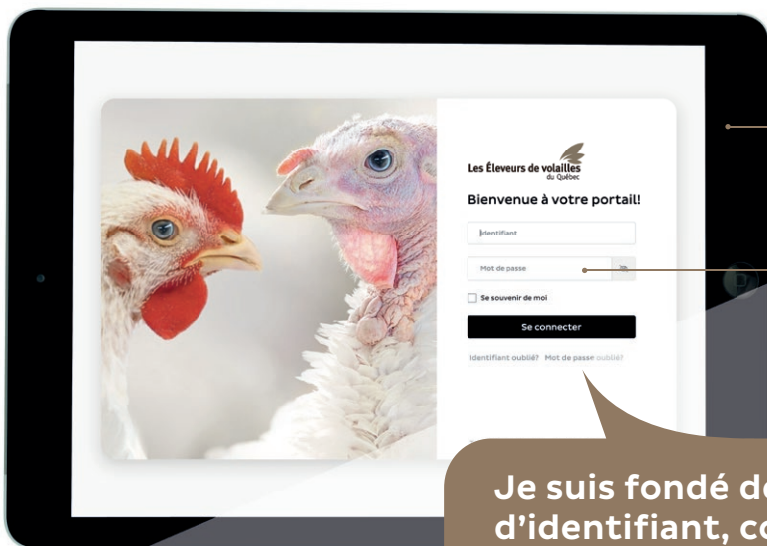 Les Éleveurs de volailles
du Québec
Bienvenue à votre portail!
Identifiant
Mot de passe
Se souvenir de moi
Se connecter
Identifiant oublié? Mot de passe oublié?
Je suis fondé de
d'identifiant, co